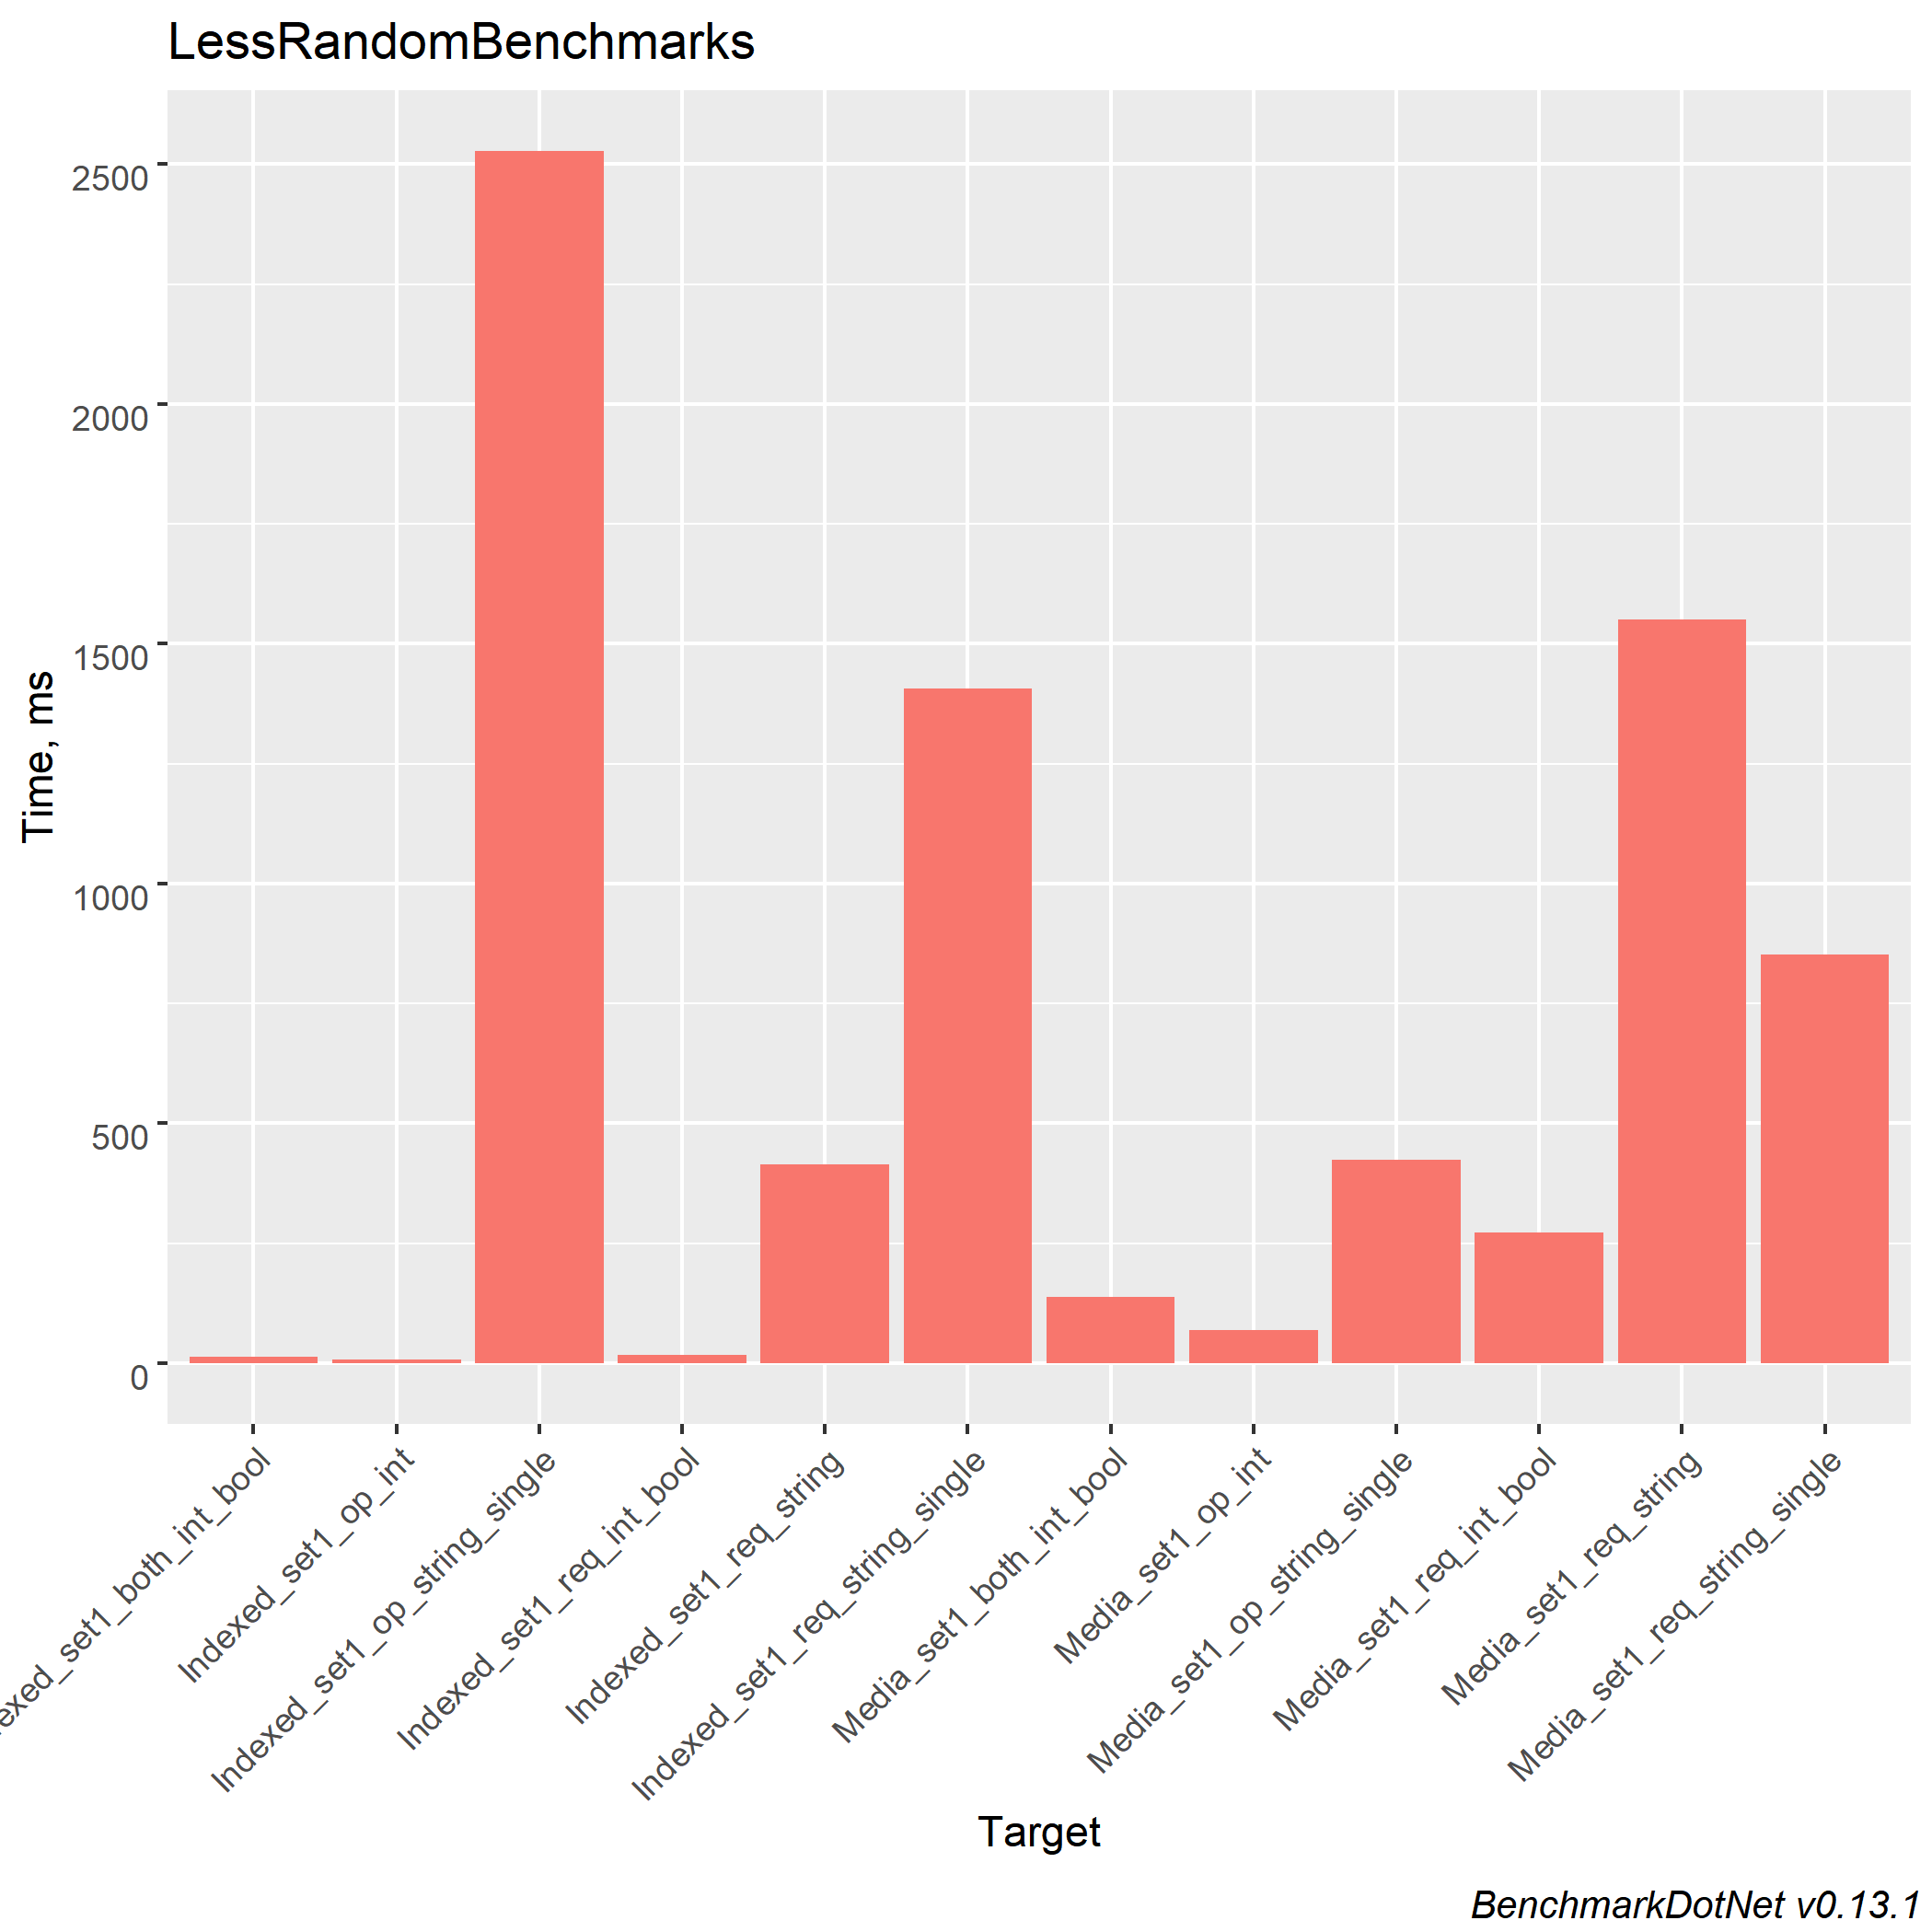 LessRandomBenchmarks
Time, ms
2500
2000
1500
1000
500
0
exed_set1_both_int_bool
Indexed_set1_op_int
Indexed_set1_op_string_single
Indexed_set1_req_int_bool
Indexed_set1_req_string
Indexed_set1_req_string_single
Media_set1_both_int_bool
Media_set1_op_int
Media_set1_op_string_single
Media_set1_req_int_bool
Media_set1_req_string
Media_set1_req_string_single
Target
BenchmarkDotNet v0.13.1